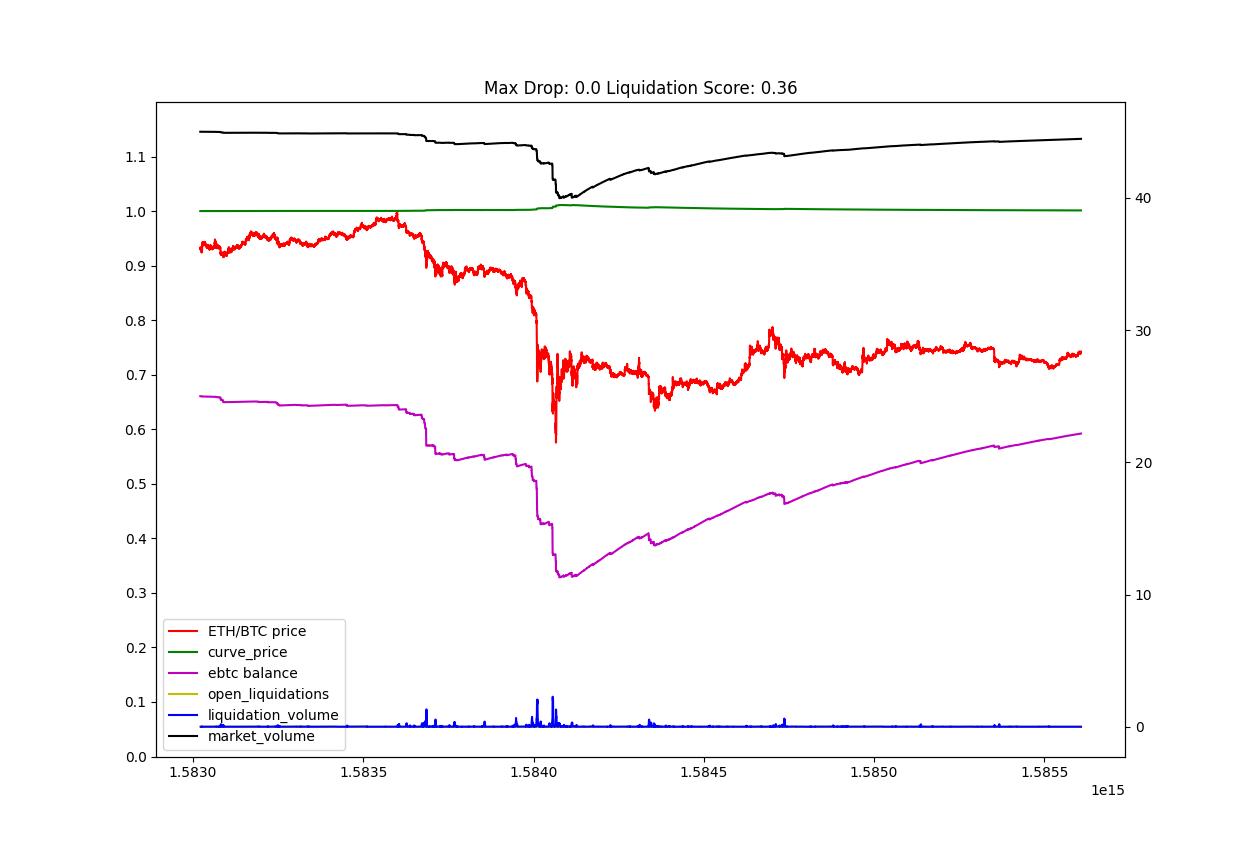 Max Drop: 0.0 Liquidation Score: 0.36
1.1
1.0
0.9
0.8
0.7
0.6
0.5
0.4
0.3
0.2
0.1
0.0
40
30
20
10
0
ETH/BTC price
curve_price
ebtc balance
open_liquidations
liquidation_volume
market_volume
1.5830 1.5835 1.5840 1.5845 1.5850 1.5855
1e15